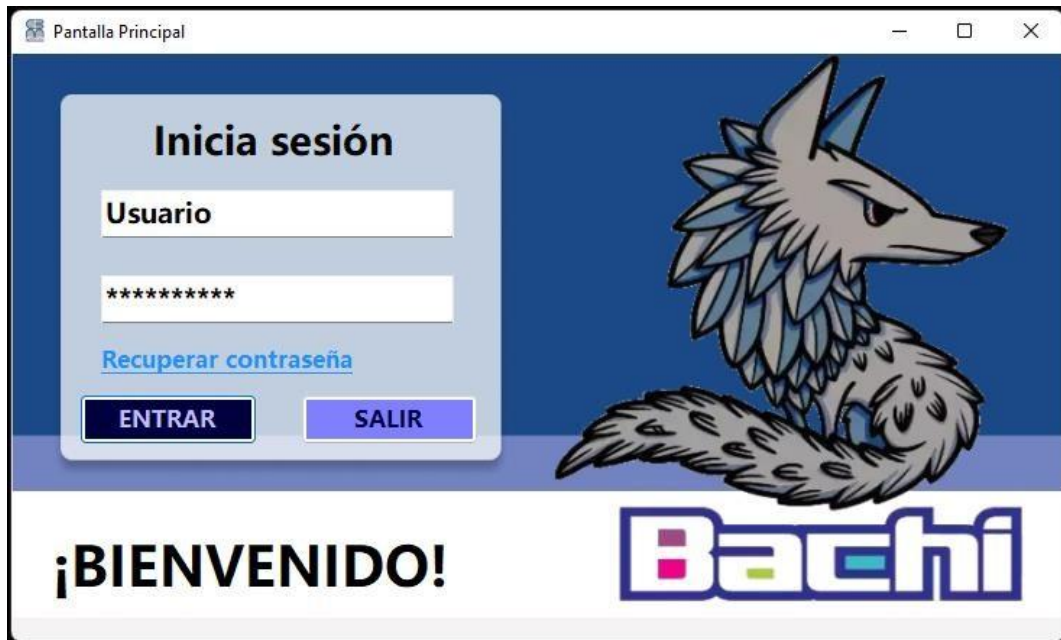 Pantalla Principal
Inicia sesión
Usuario
**********
Recuperar contraseña
ENTRAR SALIR
¡BIENVENIDO!
Bachi